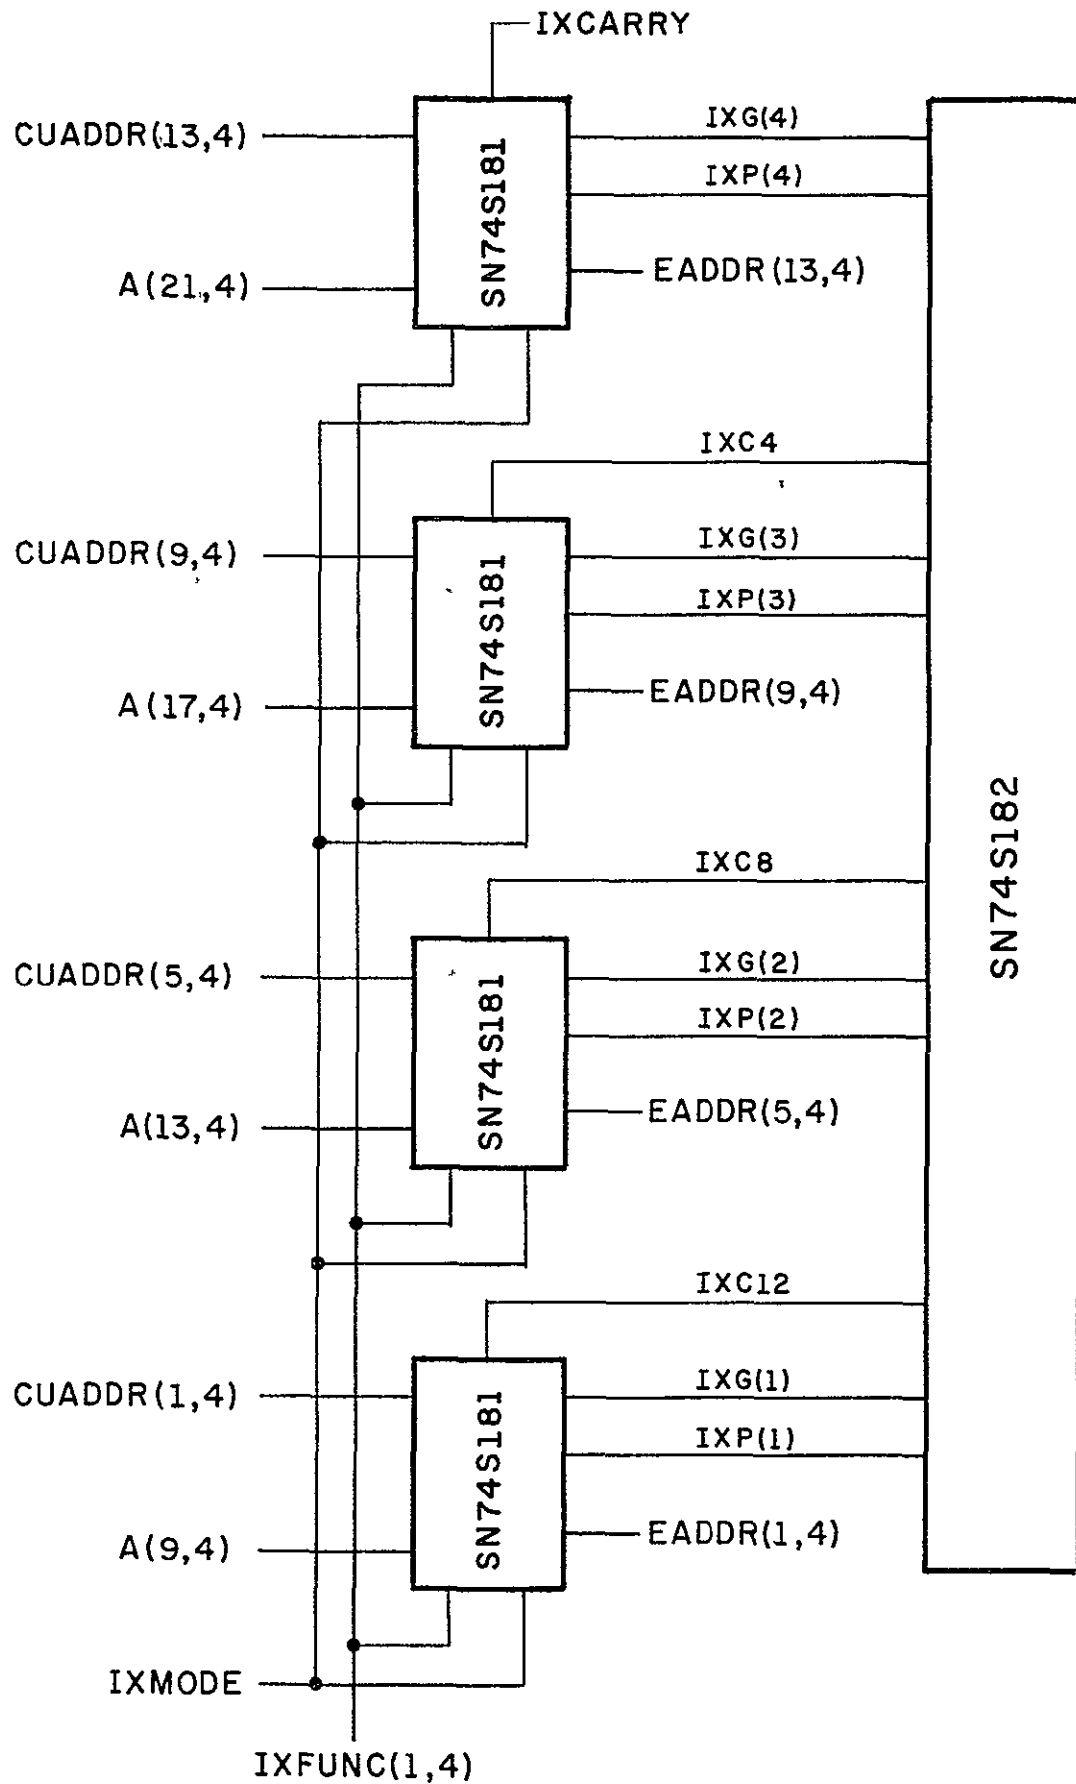 IXCARRY
CUADDR(13,4)
SN74S181
IXG(4)
IXP(4)
A(21,4)
EADDR(13,4)
IXC4
CUADDR(9,4)
SN74S181
IXG(3)
IXP(3)
A(17,4)
EADDR(9,4)
SN74S182
IXC8
CUADDR(5,4)
SN74S181
IXG(2)
IXP(2)
A(13,4)
EADDR(5,4)
IXC12
CUADDR(1,4)
SN74S181
IXG(1)
IXP(1)
A(9,4)
EADDR(1,4)
IXMODE
IXFUNC(1,4)